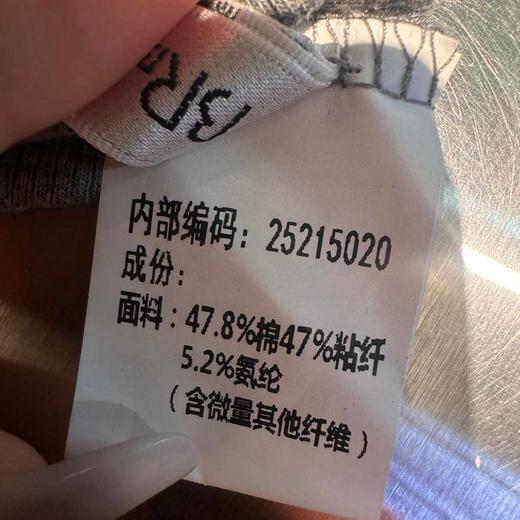 BR
内部编码：25215020
成份：
面料：47.8%棉47%粘纤
5.2%氨纶
（含微量其他纤维）